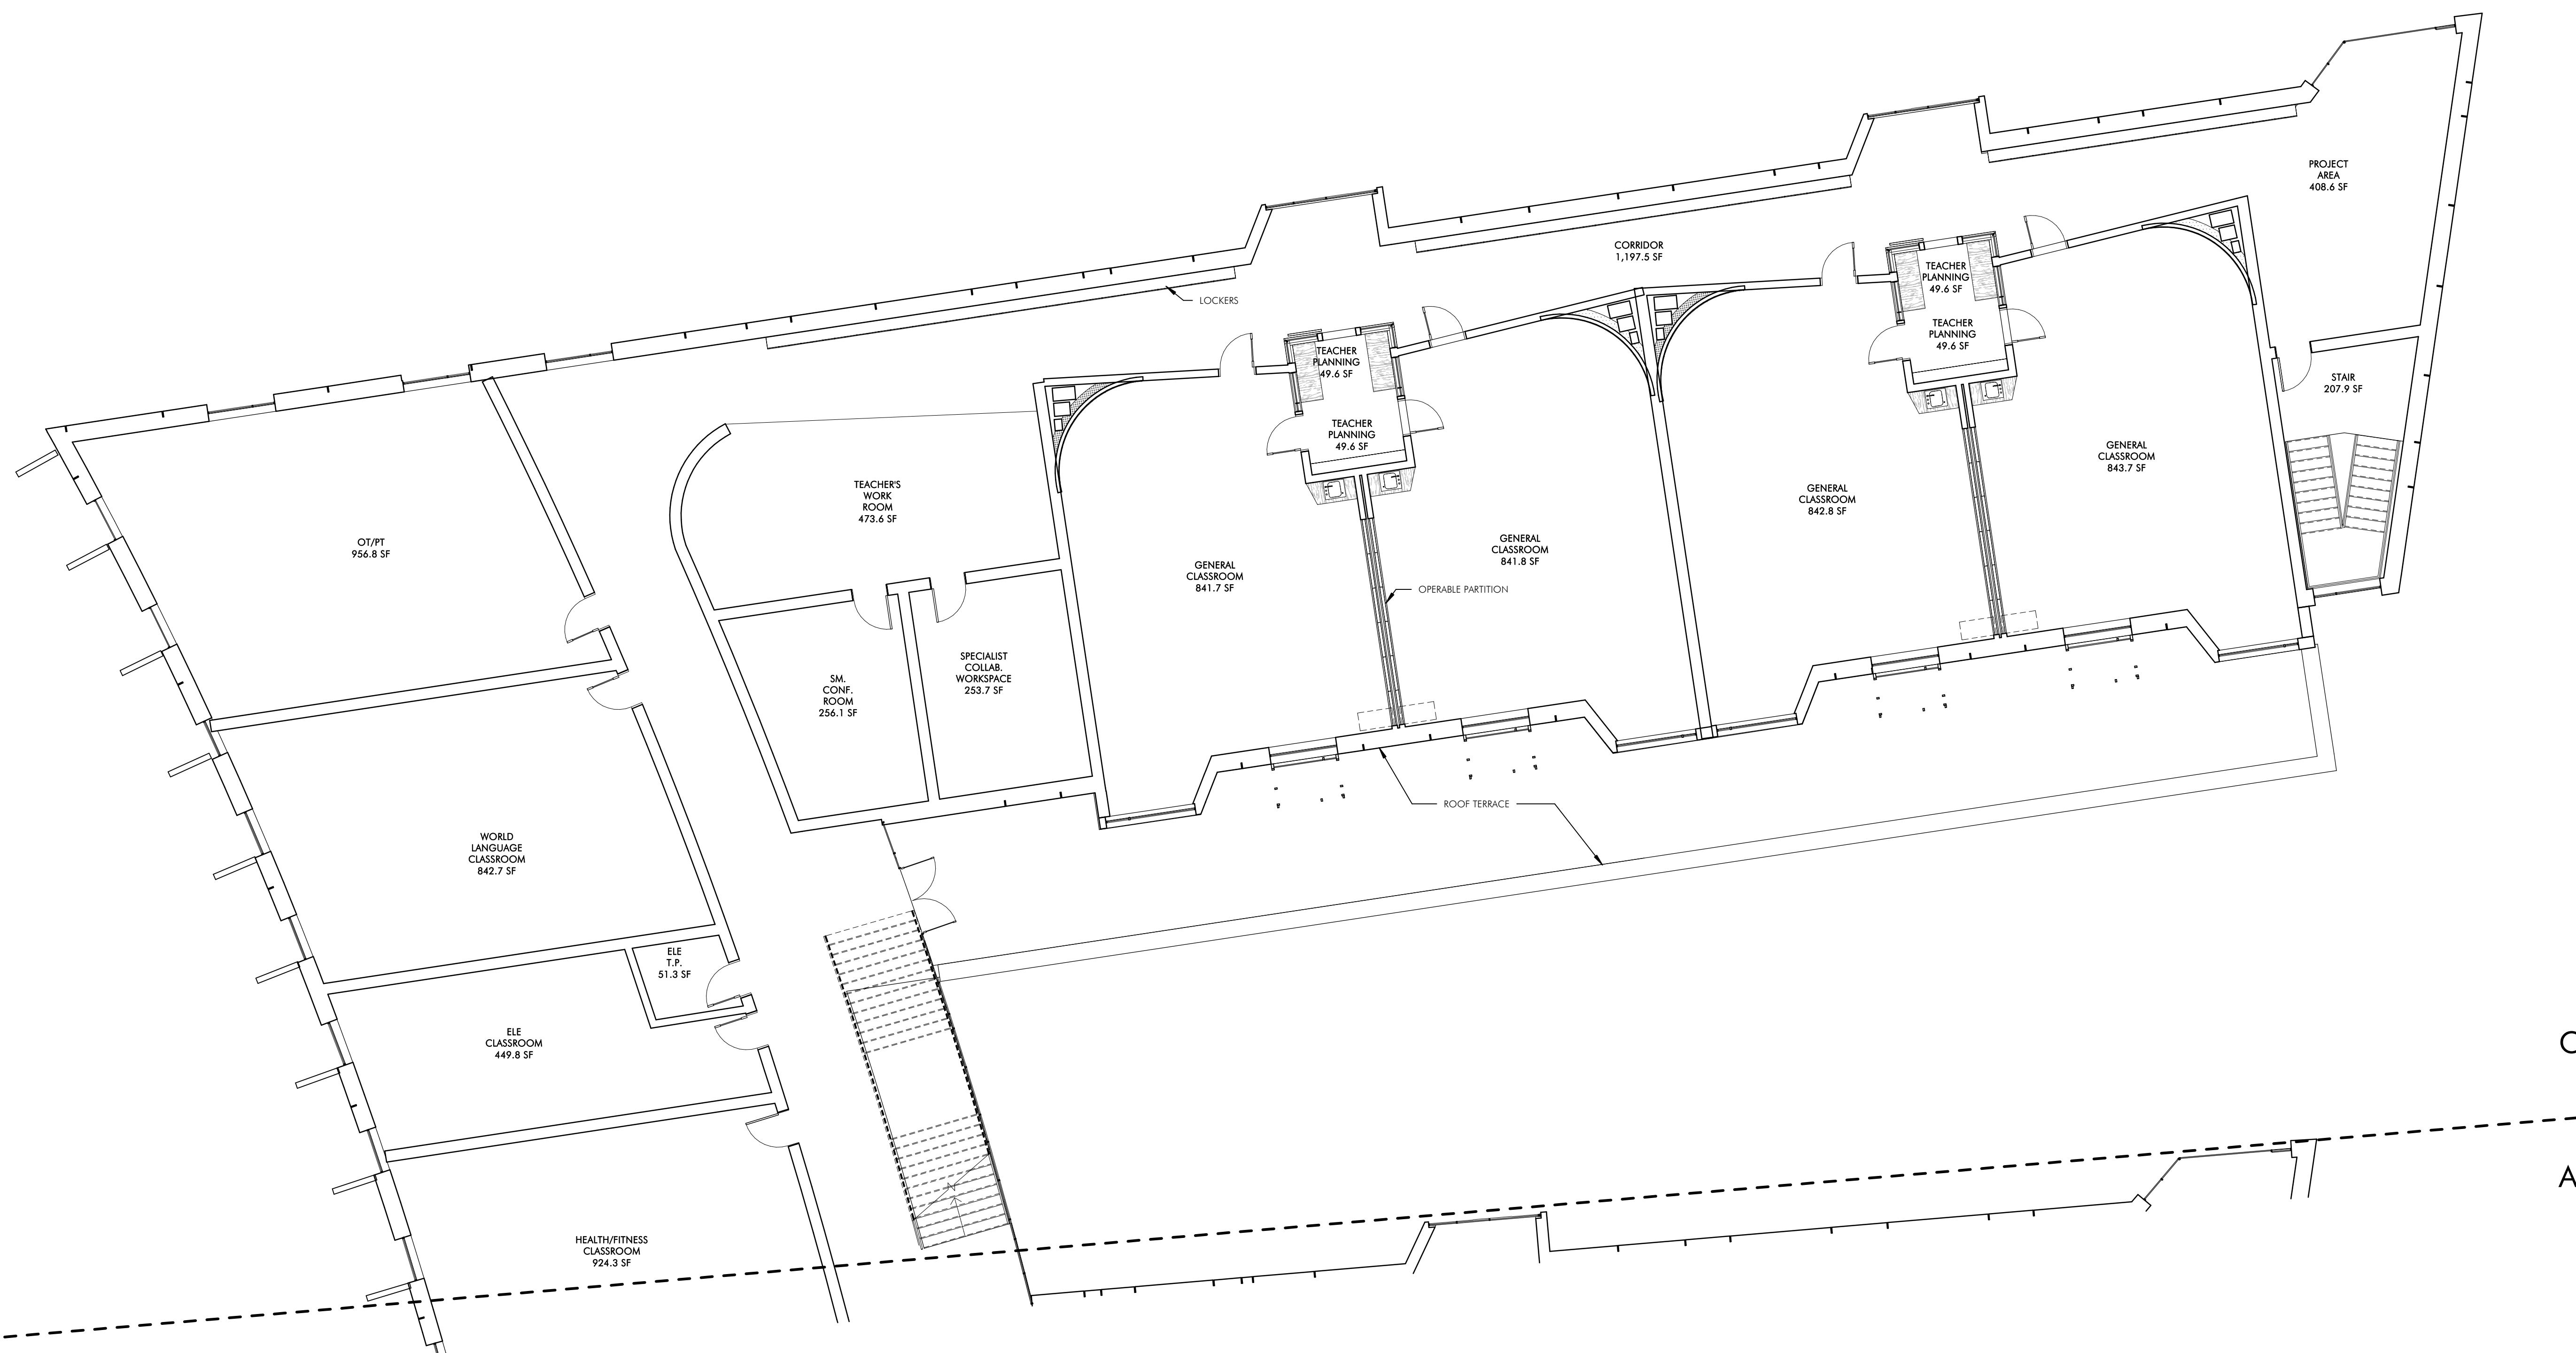 PROJECT
AREA
408.6 SF
CORRIDOR
1,197.5 SF
LOCKERS
TEACHER
PLANNING
49.6 SF
TEACHER
PLANNING
49.6 SF
TEACHER
PLANNING
49.6 SF
TEACHER
PLANNING
49.6 SF
STAIR
207.9 SF
GENERAL
CLASSROOM
843.7 SF
GENERAL
CLASSROOM
842.8 SF
GENERAL
CLASSROOM
841.8 SF
GENERAL
CLASSROOM
841.7 SF
TEACHER'S
WORK
ROOM
473.6 SF
OT/PT
956.8 SF
OPERABLE PARTITION
SPECIALIST
COLLAB.
WORKSPACE
253.7 SF
SM.
CONF.
ROOM
256.1 SF
ROOF TERRACE
WORLD
LANGUAGE
CLASSROOM
842.7 SF
ELE
T.P.
51.3 SF
ELE
CLASSROOM
449.8 SF
HEALTH/FITNESS
CLASSROOM
924.3 SF
A